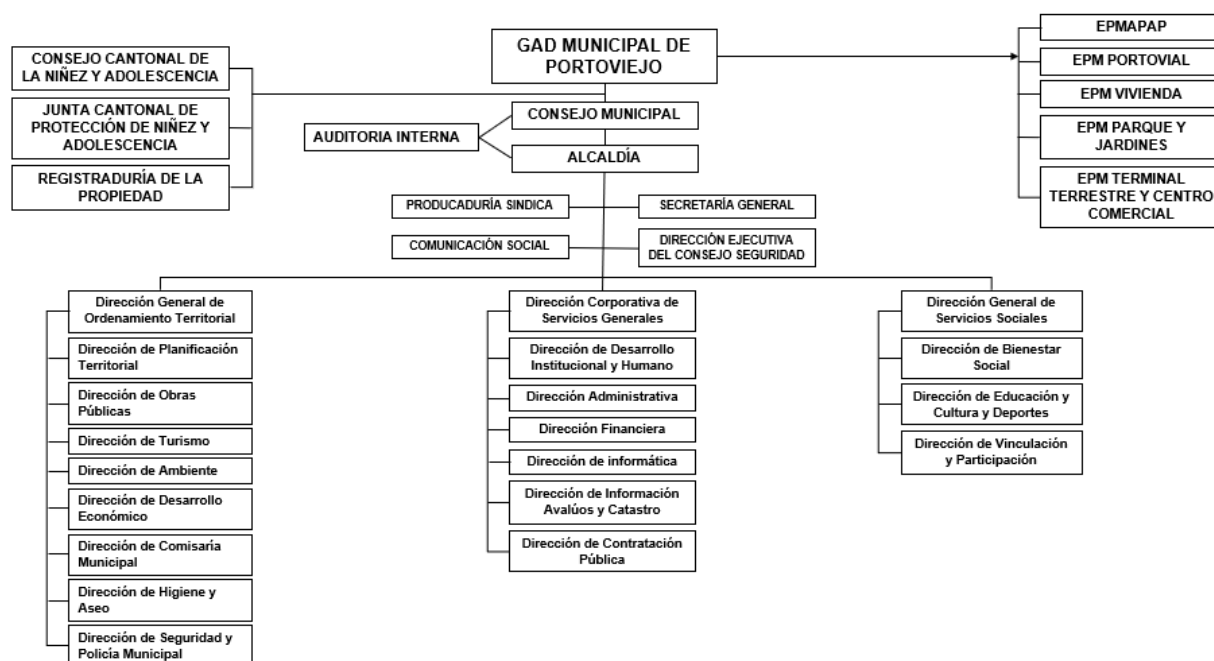 GAD MUNICIPAL DE
PORTOVIEJO
CONSEJO CANTONAL DE
LA NIÑEZ Y ADOLESCENCIA
JUNTA CANTONAL DE
PROTECCIÓN DE NIÑEZ Y
ADOLESCENCIA
REGISTRADURÍA DE LA
PROPIEDAD
EPMAPAP
EPM PORTOVIAL
EPM VIVIENDA
EPM PARQUE Y
JARDINES
EPM TERMINAL
TERRESTRE Y CENTRO
COMERCIAL
CONSEJO MUNICIPAL
AUDITORIA INTERNA
ALCALDÍA
PRODUCADURÍA SINDICA
SECRETARÍA GENERAL
COMUNICACIÓN SOCIAL
DIRECCIÓN EJECUTIVA
DEL CONSEJO SEGURIDAD
Dirección General de
Ordenamiento Territorial
Dirección de Planificación
Territorial
Dirección de Obras
Públicas
Dirección de Turismo
Dirección de Ambiente
Dirección de Desarrollo
Económico
Dirección de Comisaría
Municipal
Dirección de Higiene y
Aseo
Dirección de Seguridad y
Policía Municipal
Dirección Corporativa de
Servicios Generales
Dirección de Desarrollo
Institucional y Humano
Dirección Administrativa
Dirección Financiera
Dirección de informática
Dirección de Información
Avalúos y Catastro
Dirección de Contratación
Pública
Dirección General de
Servicios Sociales
Dirección de Bienestar
Social
Dirección de Educación y
Cultura y Deportes
Dirección de Vinculación
y Participación